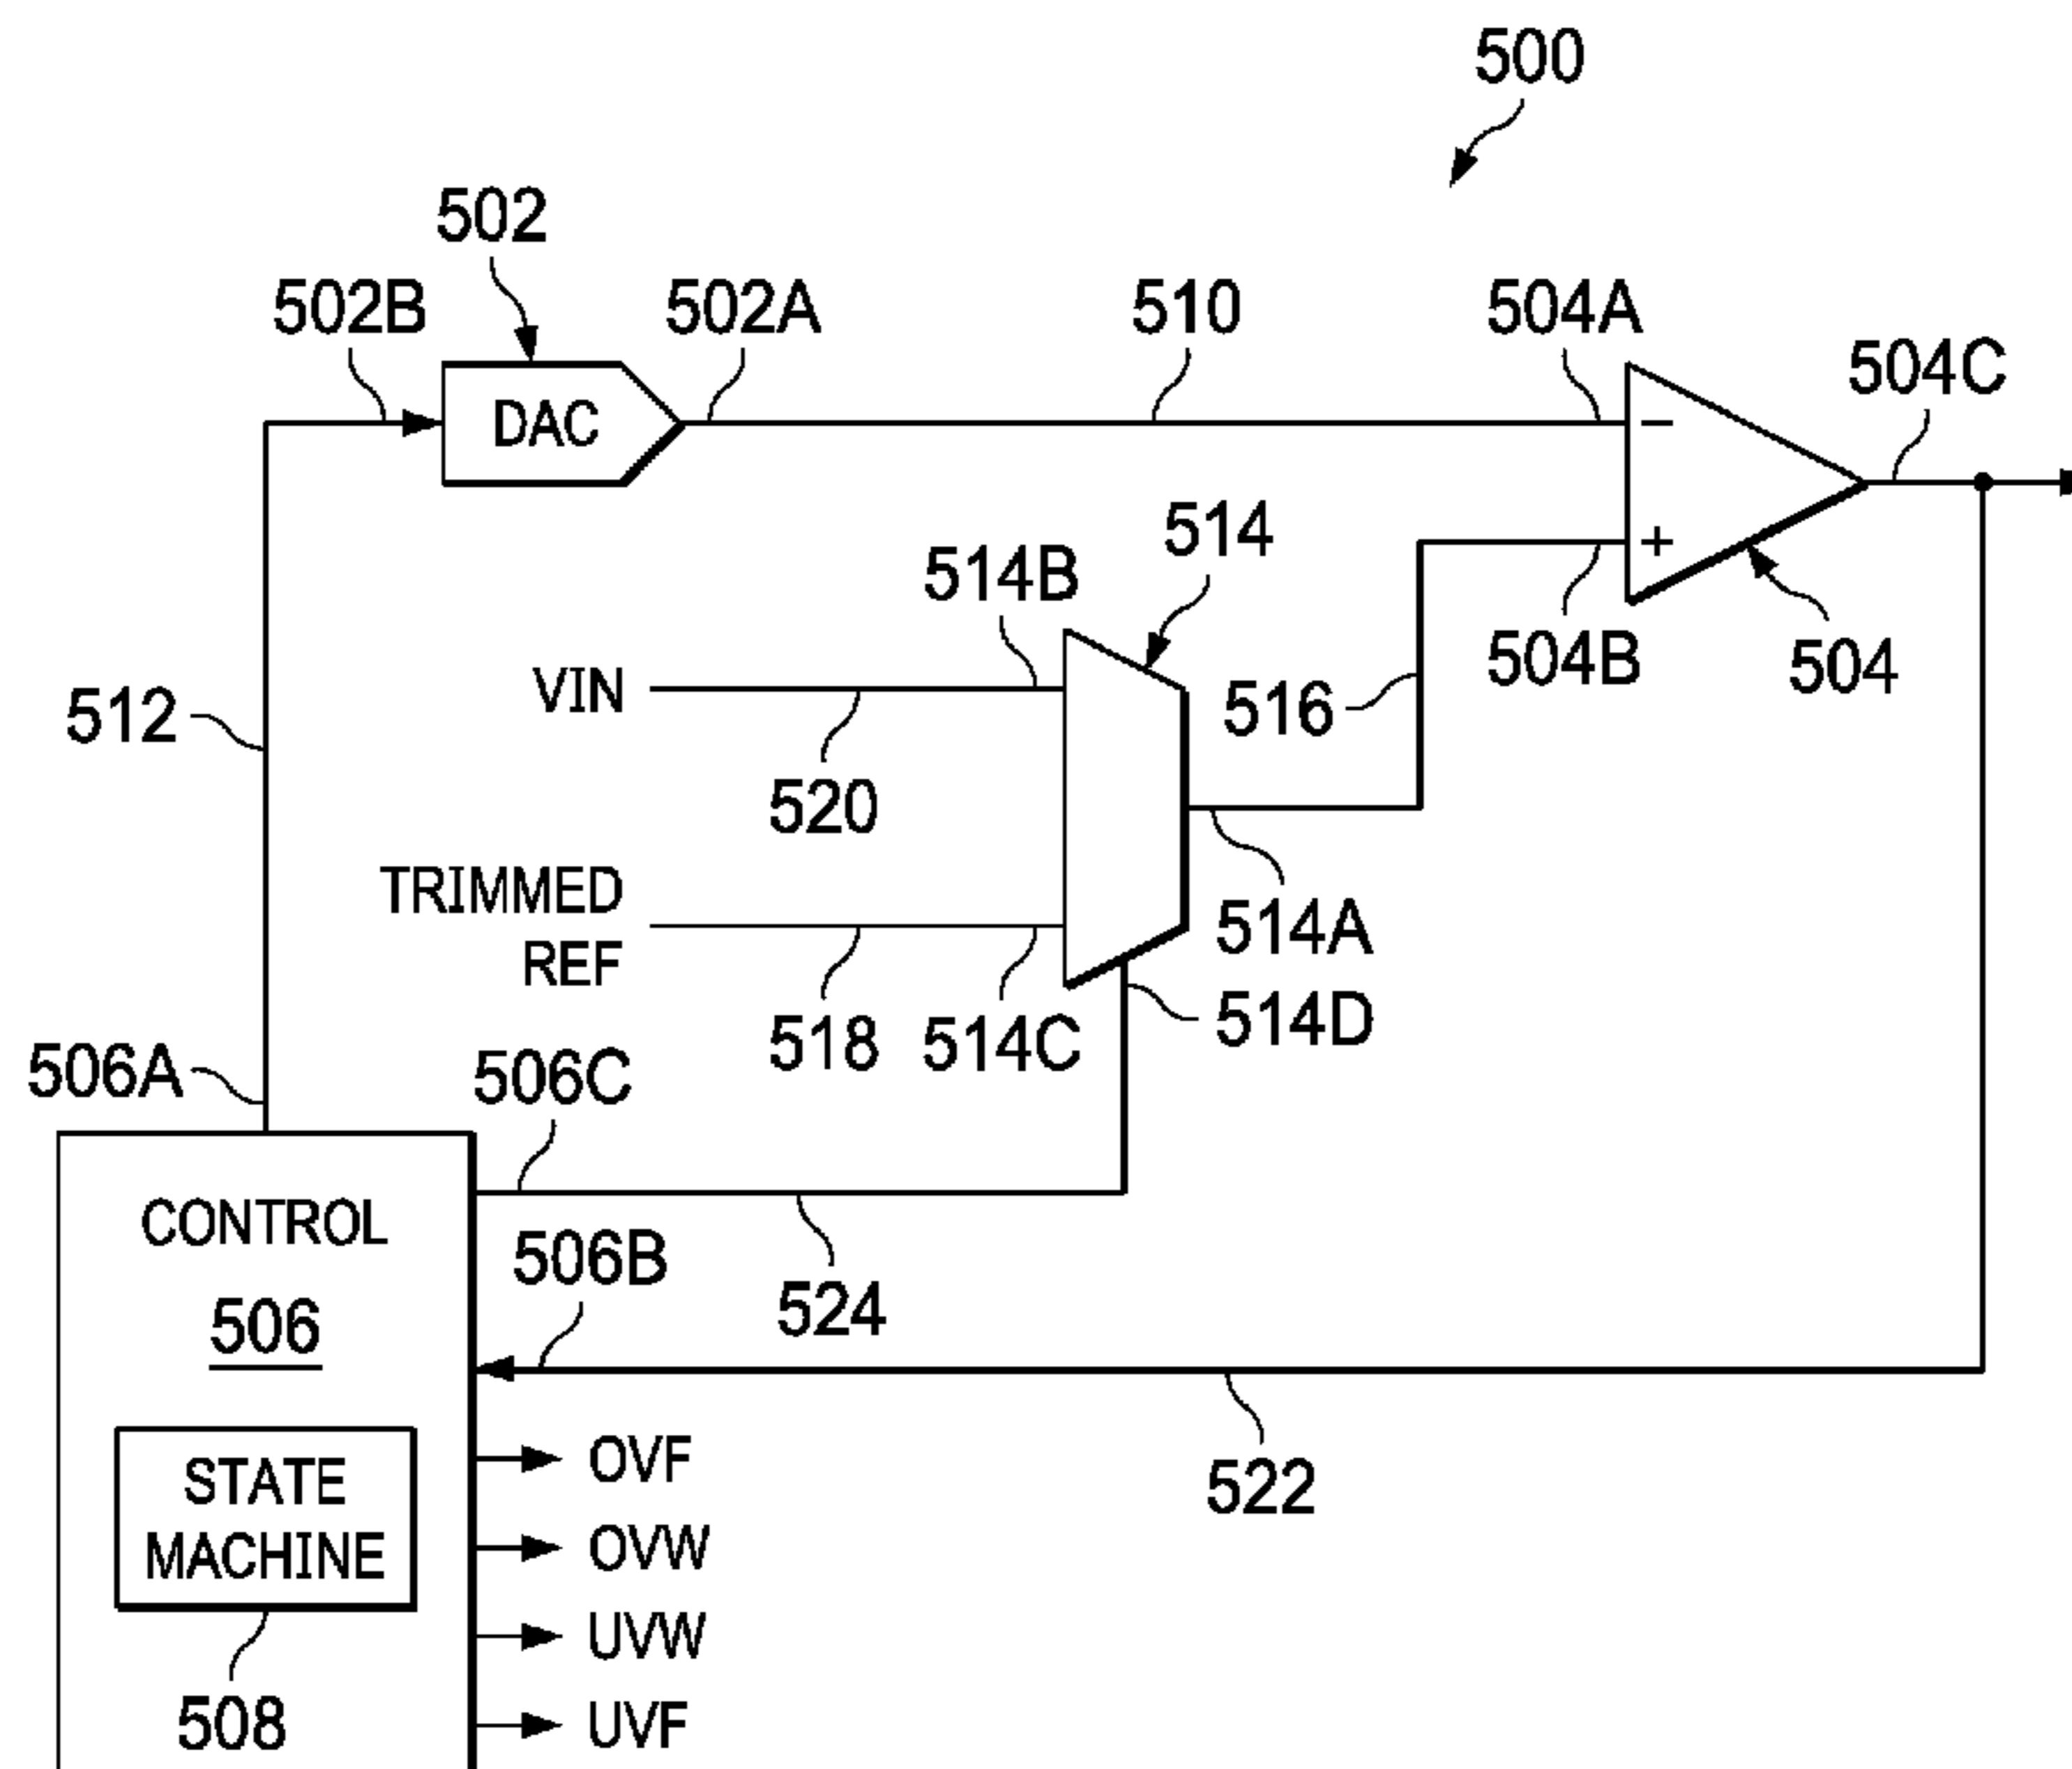 500
502
502B
502A
510
504A
504C
DAC
−
+
514
514B
504B
504
VIN
516
512
520
TRIMMED
REF
514A
518
514C
514D
506A
506C
CONTROL
506
506B
524
STATE
MACHINE
508
522
OVF
OVW
UVW
UVF